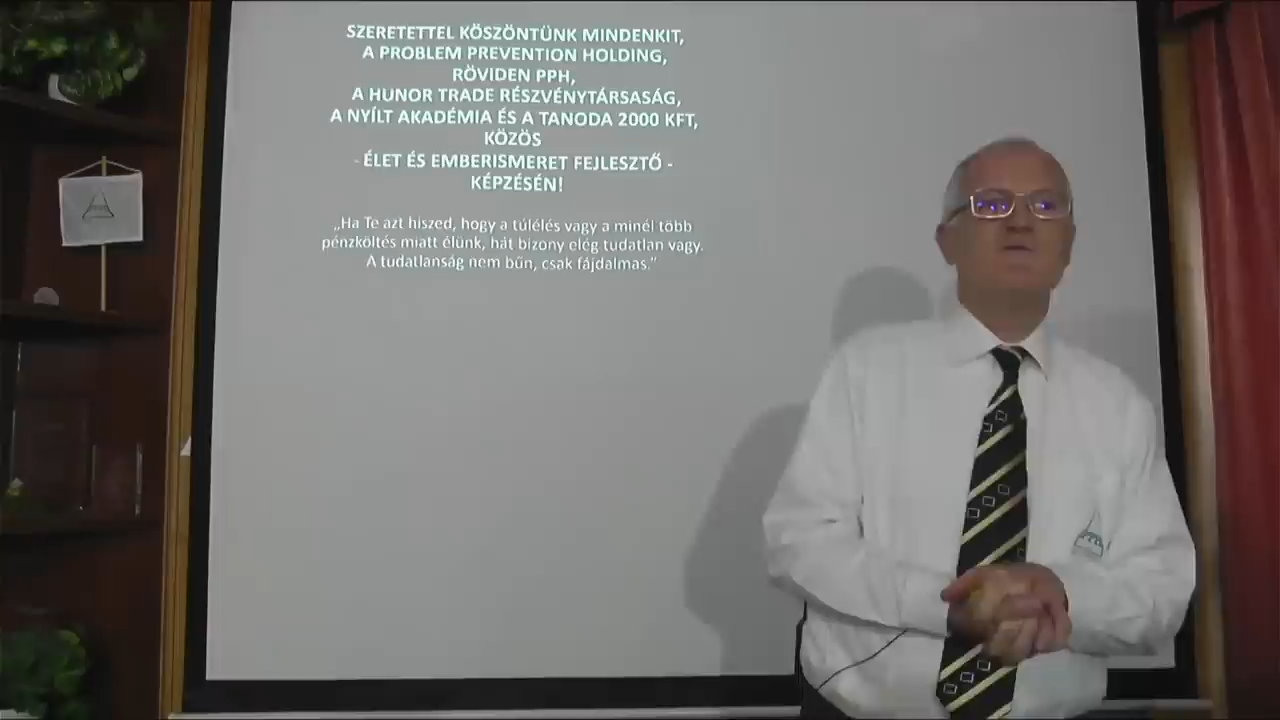 SZERETETTEL KÖSZÖNTÜNK MINDENKIT,
A PROBLEM PREVENTION HOLDING,
RÖVIDEN PPH,
A HUNOR TRADE RÉSZVÉNYTÁRSASÁG,
A NYÍLT AKADÉMIA ÉS A TANODA 2000 KFT,
KÖZÖS
- ÉLET ÉS EMBERISMERET FEJLESZTŐ -
KÉPZÉSÉN!
„Ha Te azt hiszed, hogy a túlélés vagy a minél több
pénzköltés miatt élünk, hát bizony elég tudatlan vagy.
A tudatlanság nem bűn, csak fájdalmas.”